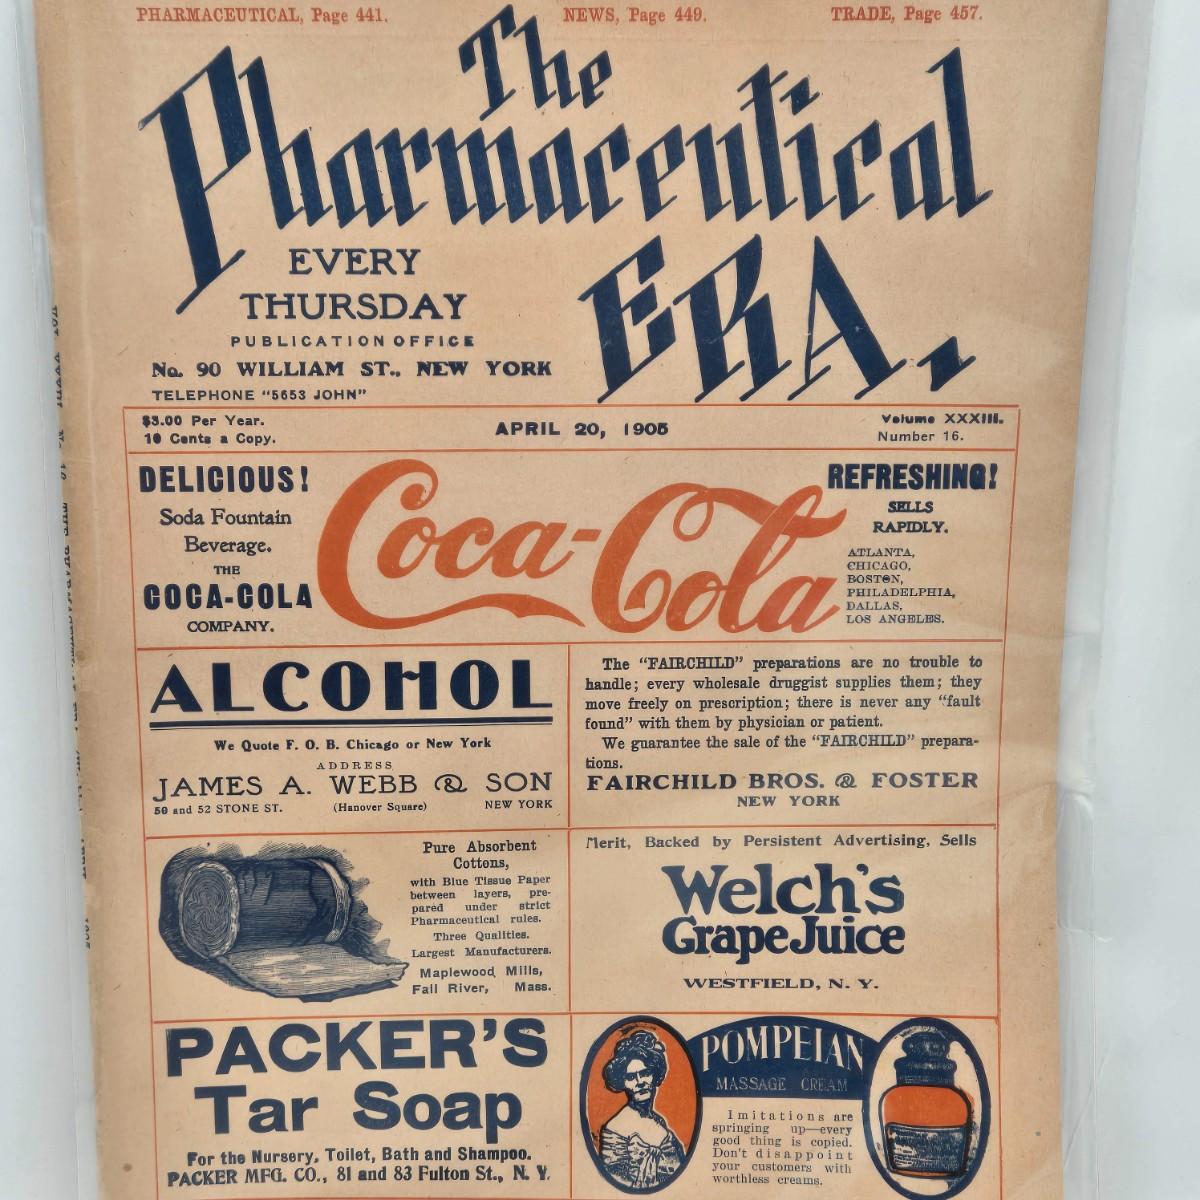 PHARMACEUTICAL, Page 441. NEWS, Page 449. TRADE, Page 457.
The
Pharmaceutical
ERA.
EVERY
THURSDAY
PUBLICATION OFFICE
No. 90 WILLIAM ST., NEW YORK
TELEPHONE "5653 JOHN"
$3.00 Per Year.
10 Cents a Copy.
APRIL 20, 1905
Volume XXXIII.
Number 16.
DELICIOUS!
Soda Fountain
Beverage.
THE
COCA-COLA
COMPANY.
Coca-Cola
REFRESHING!
SELLS
RAPIDLY.
ATLANTA,
CHICAGO,
BOSTON,
PHILADELPHIA,
DALLAS,
LOS ANGELES.
ALCOHOL
We Quote F. O. B. Chicago or New York
ADDRESS
JAMES A. WEBB & SON
50 and 52 STONE ST. (Hanover Square) NEW YORK
The "FAIRCHILD" preparations are no trouble to
handle; every wholesale druggist supplies them; they
move freely on prescription; there is never any "fault
found" with them by physician or patient.
We guarantee the sale of the "FAIRCHILD" prepara-
tions.
FAIRCHILD BROS. & FOSTER
NEW YORK
Pure Absorbent
Cottons,
with Blue Tissue Paper
between layers, pre-
pared under strict
Pharmaceutical rules.
Three Qualities.
Largest Manufacturers.
Maplewood Mills,
Fall River, Mass.
Merit, Backed by Persistent Advertising, Sells
Welch's
Grape Juice
WESTFIELD, N. Y.
PACKER'S
Tar Soap
For the Nursery, Toilet, Bath and Shampoo.
PACKER MFG. CO., 81 and 83 Fulton St., N. Y.
POMPEIAN
MASSAGE CREAM
Imitations are
springing up—every
good thing is copied.
Don't disappoint
your customers with
worthless creams.